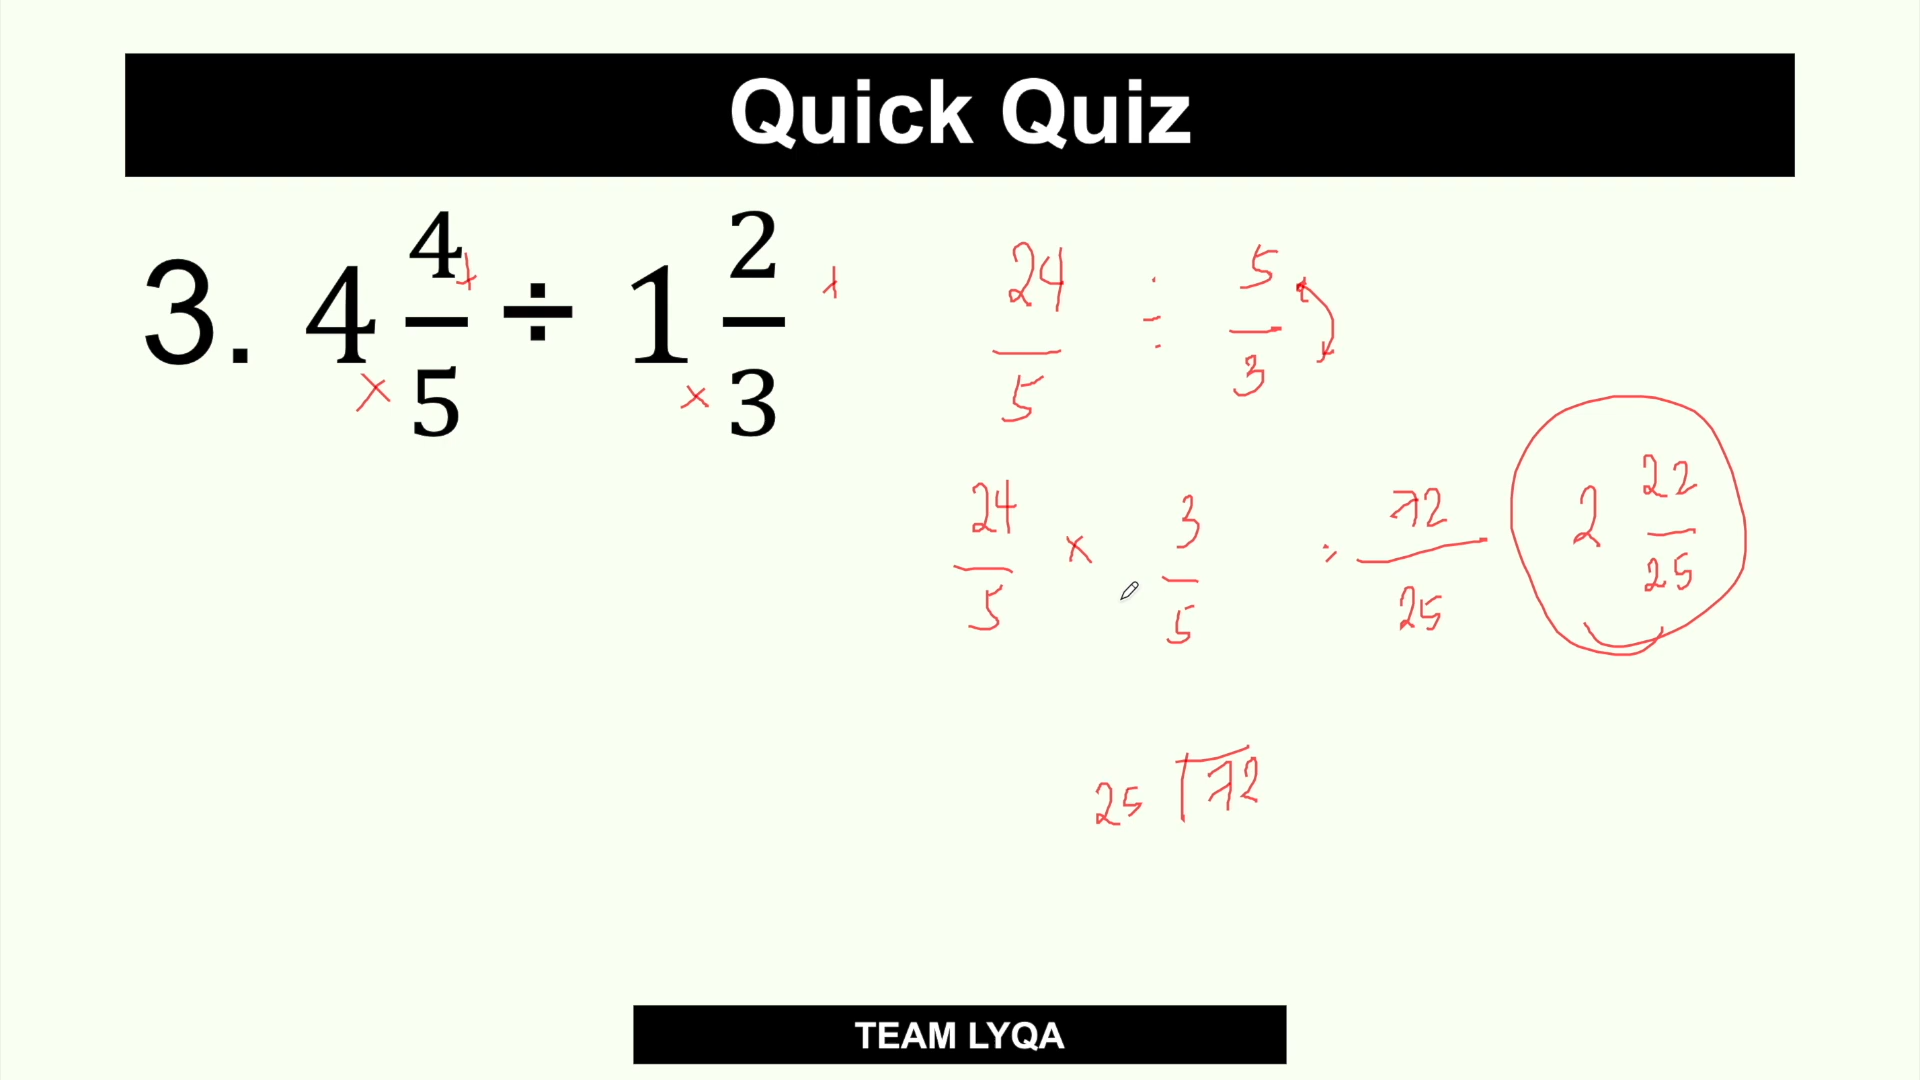 Quick Quiz
3. 4 4/5 ÷ 1 2/3
+ +
× ×
24/5 ÷ 5/3
24/5 × 3/5 = 72/25 2 22/25
25 72
TEAM LYQA